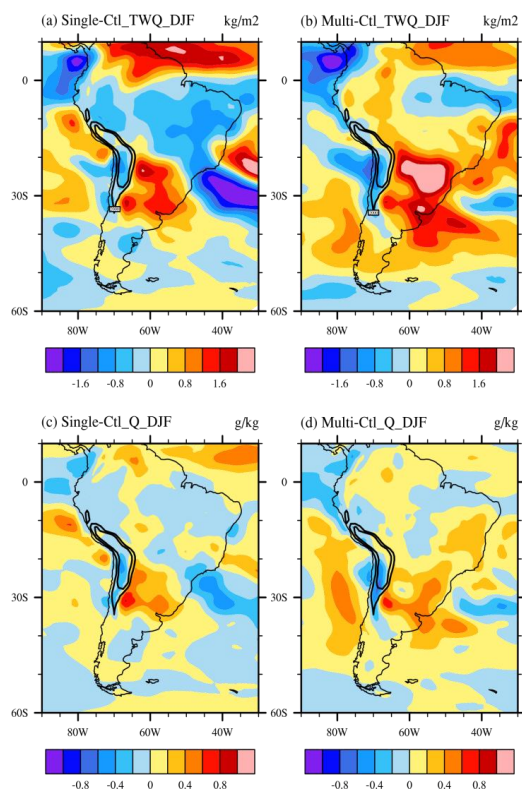 (a) Single-Ctl_TWQ_DJF kg/m2
(b) Multi-Ctl_TWQ_DJF kg/m2
0
30S
60S
80W 60W 40W
0
30S
60S
80W 60W 40W
-1.6 -0.8 0 0.8 1.6
-1.6 -0.8 0 0.8 1.6
(c) Single-Ctl_Q_DJF g/kg
(d) Multi-Ctl_Q_DJF g/kg
0
30S
60S
80W 60W 40W
0
30S
60S
80W 60W 40W
-0.8 -0.4 0 0.4 0.8
-0.8 -0.4 0 0.4 0.8